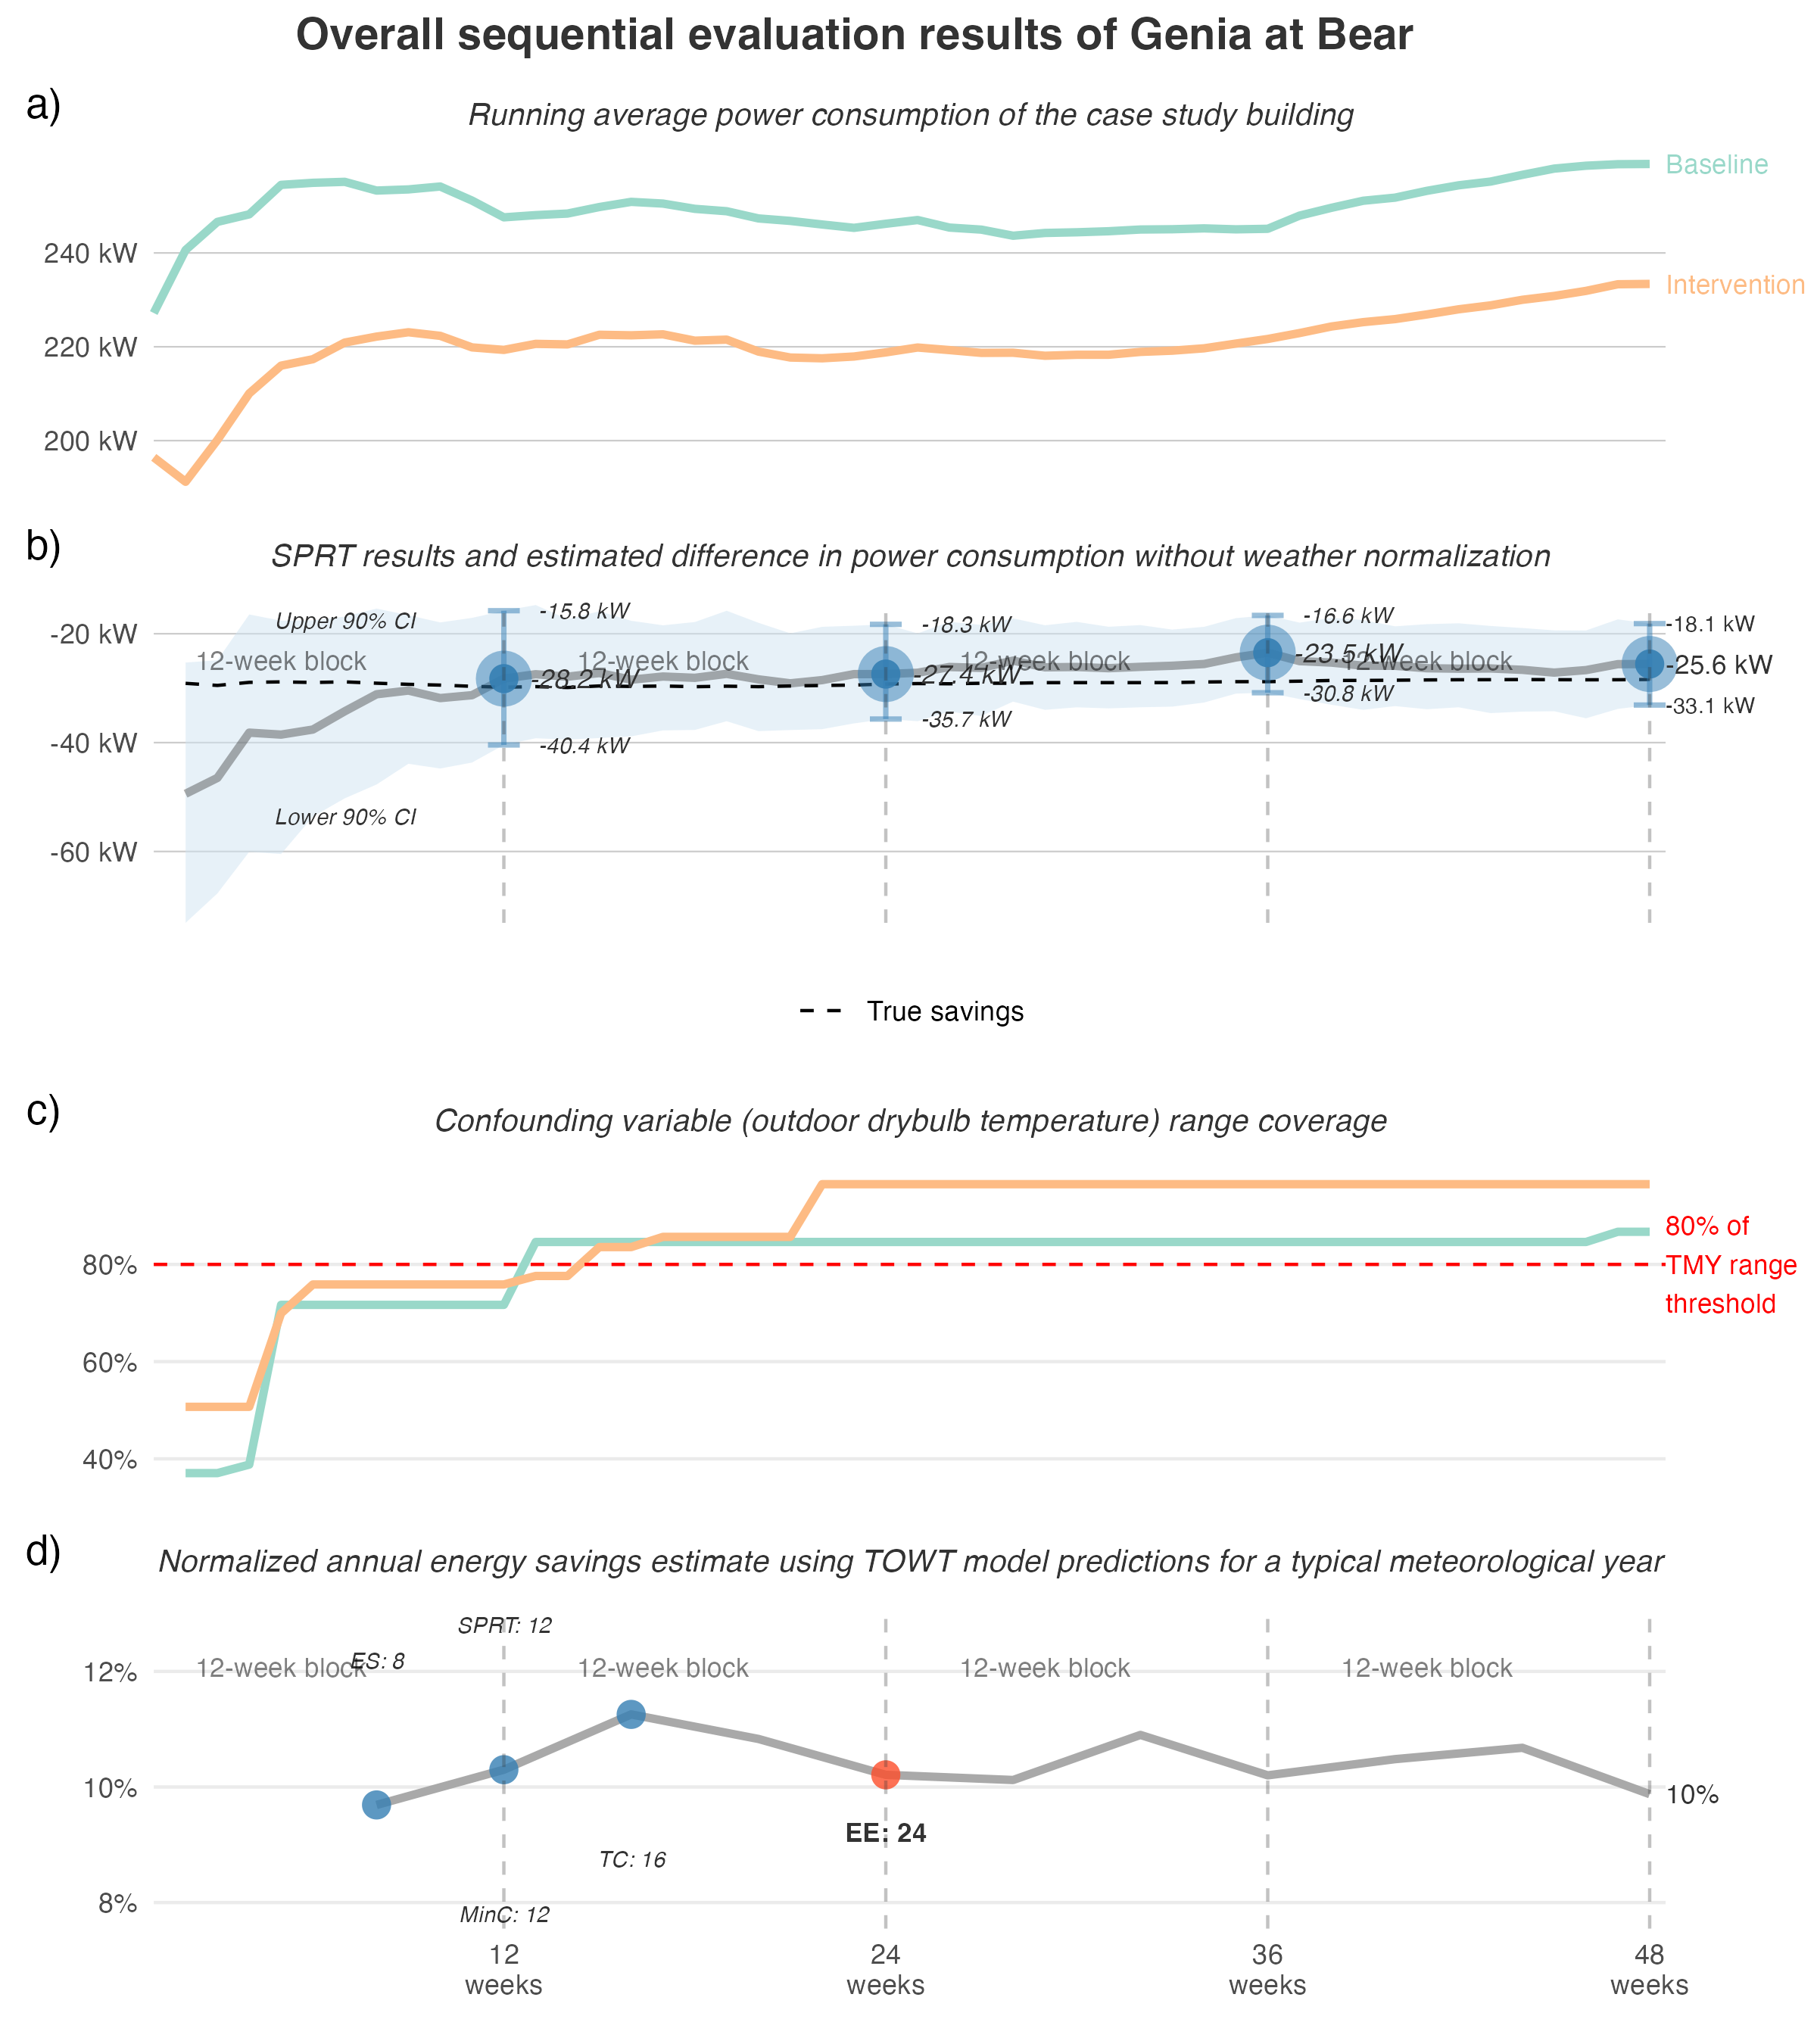 Overall sequential evaluation results of Genia at Bear
a)
Running average power consumption of the case study building
Baseline
240 kW
Intervention
220 kW
200 kW
b)
SPRT results and estimated difference in power consumption without weather normalization
-15.8 kW
-16.6 kW
Upper 90% CI
-18.3 kW
-18.1 kW
-20 kW
12-week block
12-week block
12-week block
12-week block
-28.2 kW
-27.4 kW
-23.5 kW
-25.6 kW
-30.8 kW
-33.1 kW
-35.7 kW
-40.4 kW
-40 kW
Lower 90% CI
-60 kW
True savings
c)
Confounding variable (outdoor drybulb temperature) range coverage
80% of
TMY range
threshold
80%
60%
40%
d)
Normalized annual energy savings estimate using TOWT model predictions for a typical meteorological year
SPRT: 12
ES: 8
12-week block
12-week block
12-week block
12-week block
12%
10%
10%
EE: 24
TC: 16
8%
MinC: 12
12
weeks
24
weeks
36
weeks
48
weeks